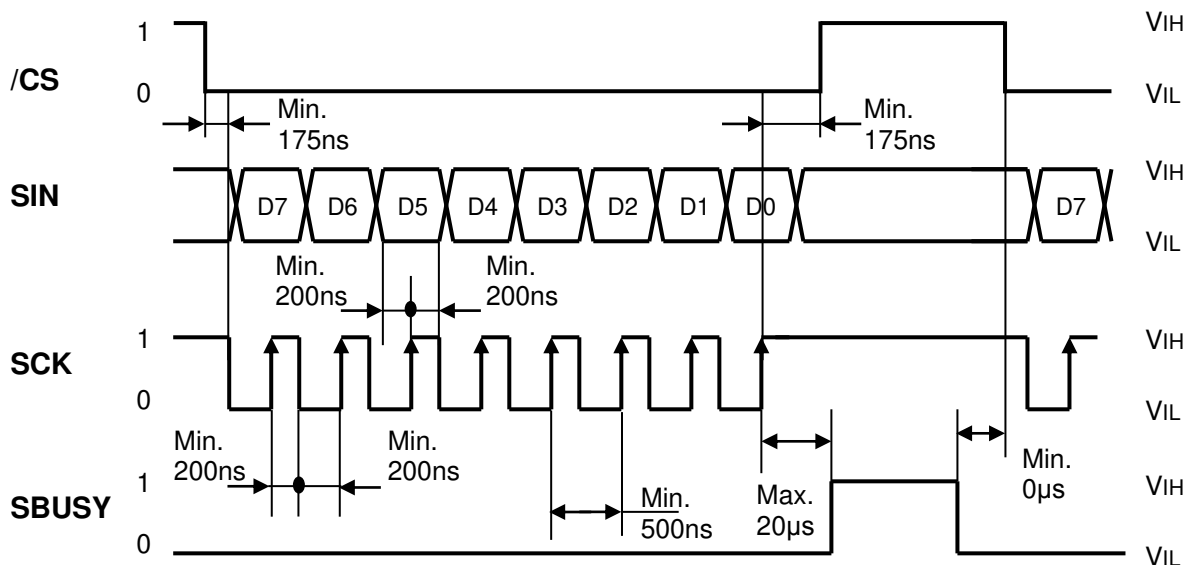 1
VIH
/CS
0
VIL
Min.
175ns
Min.
175ns
SIN
VIH
D7 D6 D5 D4 D3 D2 D1 D0 D7
VIL
Min.
200ns
Min.
200ns
1
VIH
SCK
0
VIL
Min.
200ns
Min.
200ns
Min.
500ns
Max.
20µs
Min.
0µs
1
VIH
SBUSY
0
VIL